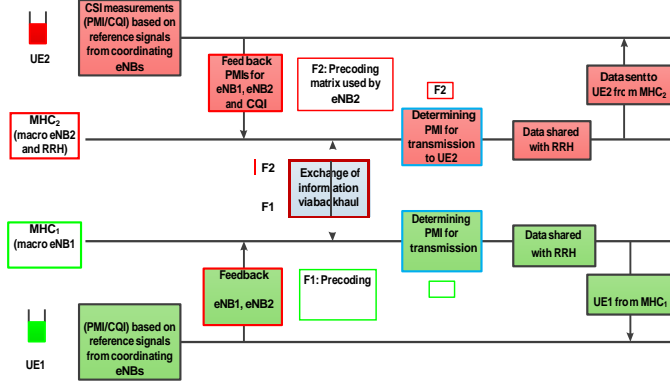 CSI measurements
(PMI/CQI) based on
reference signals
from coordinating
eNBs
UE2
Feedback
PMIs for
eNB1, eNB2
and CQI
F2: Precoding
matrix used by
eNB2
F2
Data sent to
UE2 from MHC2
MHC2
(macro eNB2
and RRH)
Determining
PMI for
transmission
to UE2
Data shared
with RRH
F2
F1
Exchange of
information
via backhaul
MHC1
(macro eNB1)
Determining
PMI for
transmission
Data shared
with RRH
Feedback
eNB1, eNB2
F1: Precoding
UE1 from MHC1
(PMI/CQI) based on
reference signals
from coordinating
eNBs
UE1